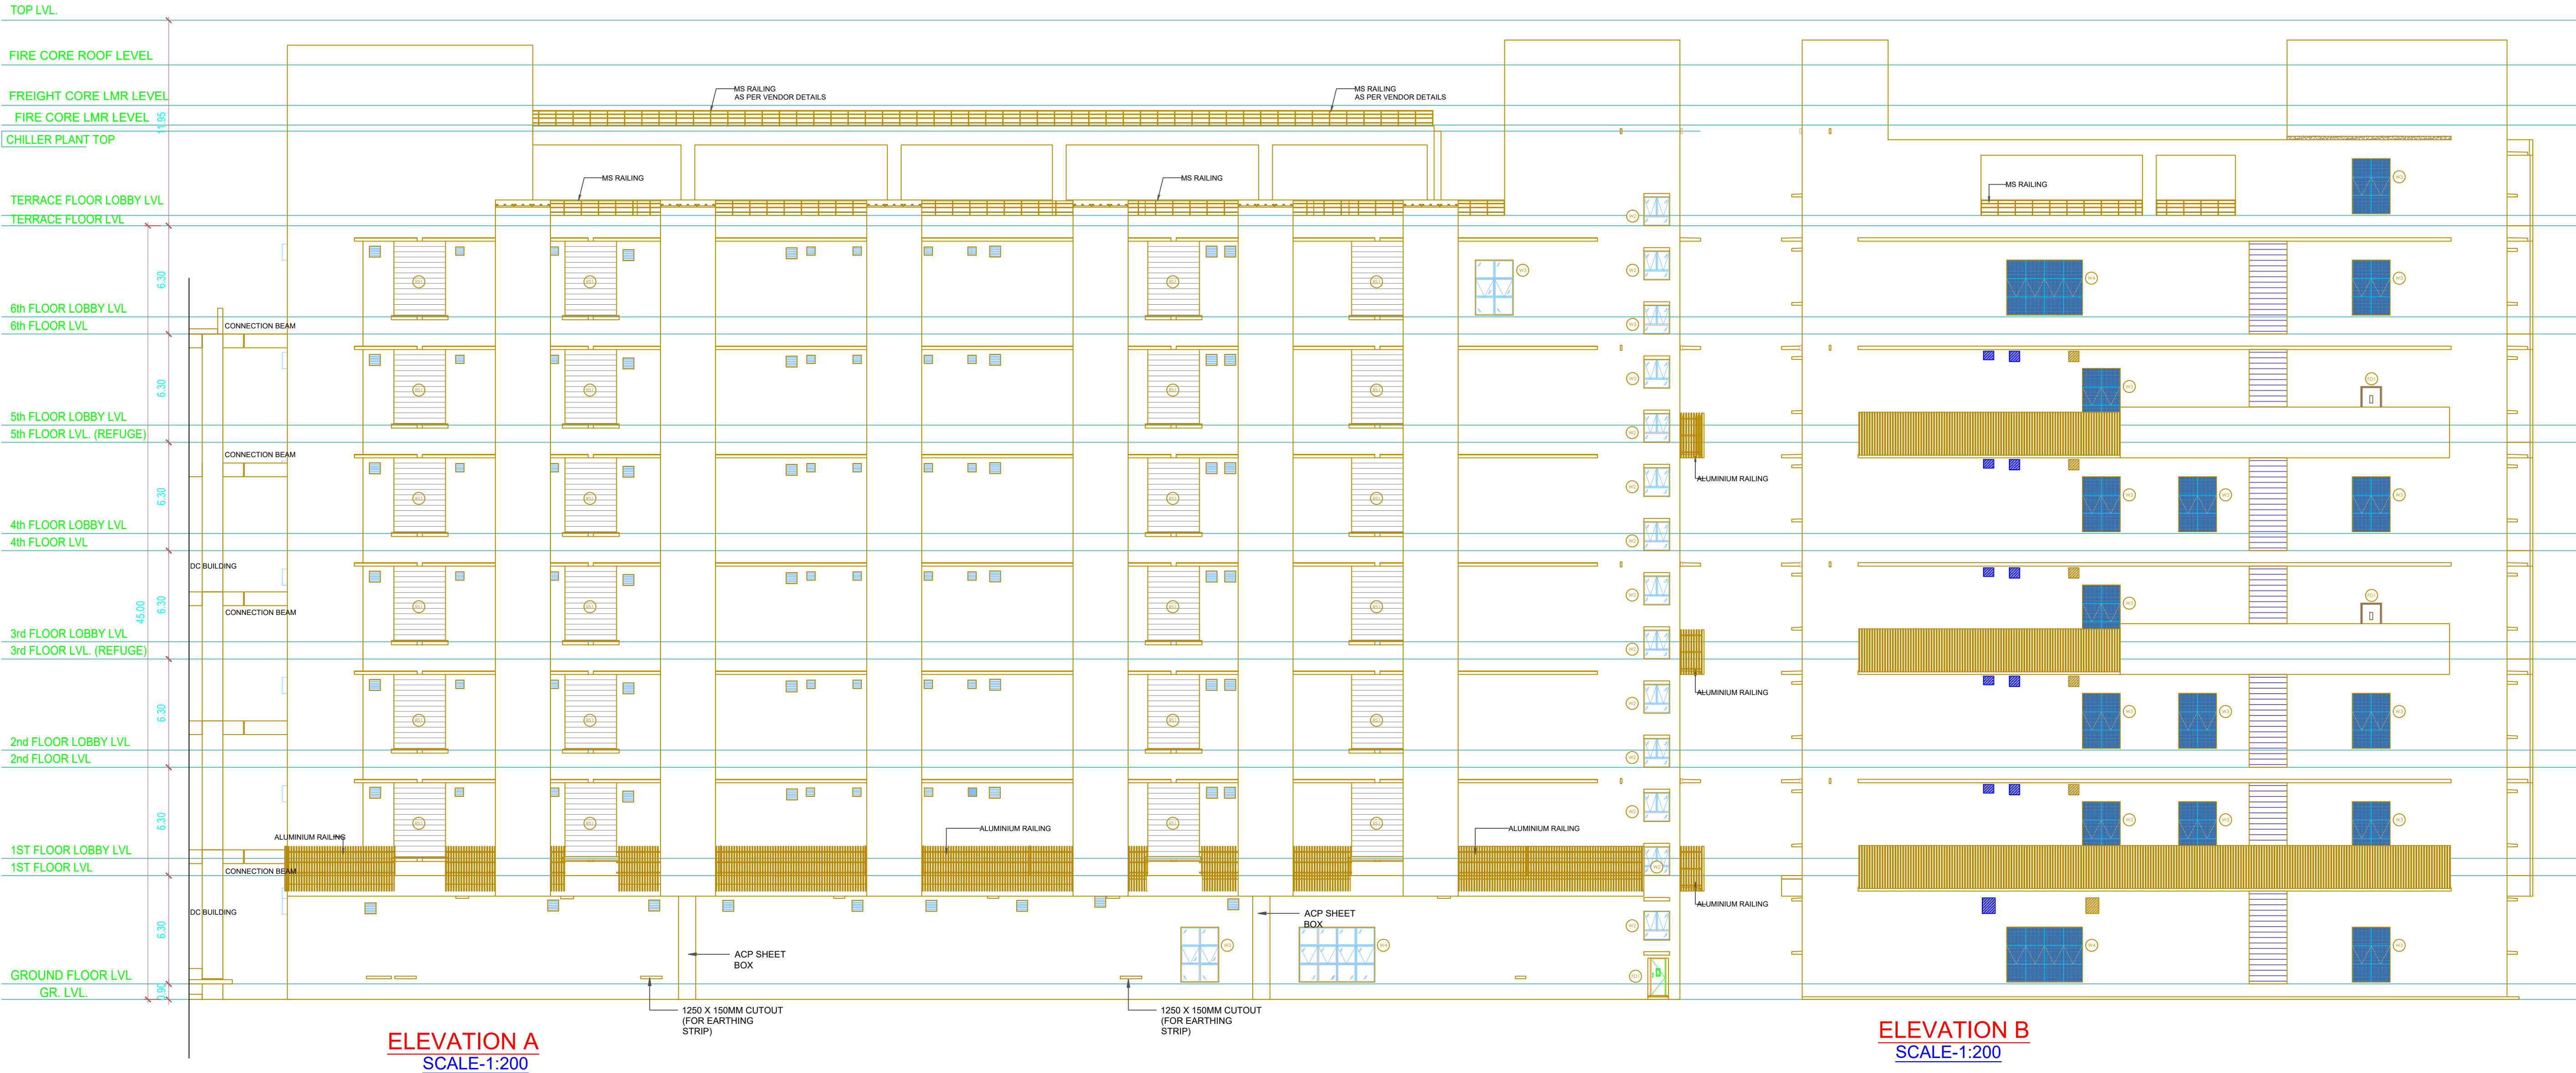 TOP LVL.
FIRE CORE ROOF LEVEL
FREIGHT CORE LMR LEVEL
FIRE CORE LMR LEVEL
CHILLER PLANT TOP
TERRACE FLOOR LOBBY LVL
TERRACE FLOOR LVL
6th FLOOR LOBBY LVL
6th FLOOR LVL
5th FLOOR LOBBY LVL
5th FLOOR LVL. (REFUGE)
4th FLOOR LOBBY LVL
4th FLOOR LVL
3rd FLOOR LOBBY LVL
3rd FLOOR LVL. (REFUGE)
2nd FLOOR LOBBY LVL
2nd FLOOR LVL
1ST FLOOR LOBBY LVL
1ST FLOOR LVL
GROUND FLOOR LVL
GR. LVL.
11.95
6.30
6.30
6.30
6.30
6.30
6.30
6.30
0.90
45.00
CONNECTION BEAM
CONNECTION BEAM
DC BUILDING
CONNECTION BEAM
CONNECTION BEAM
DC BUILDING
MS RAILING
AS PER VENDOR DETAILS
MS RAILING
AS PER VENDOR DETAILS
MS RAILING
MS RAILING
MS RAILING
ALUMINIUM RAILING
ALUMINIUM RAILING
ALUMINIUM RAILING
ALUMINIUM RAILING
ALUMINIUM RAILING
ALUMINIUM RAILING
ACP SHEET
BOX
ACP SHEET
BOX
1250 X 150MM CUTOUT
(FOR EARTHING
STRIP)
1250 X 150MM CUTOUT
(FOR EARTHING
STRIP)
ELEVATION A
SCALE-1:200
ELEVATION B
SCALE-1:200